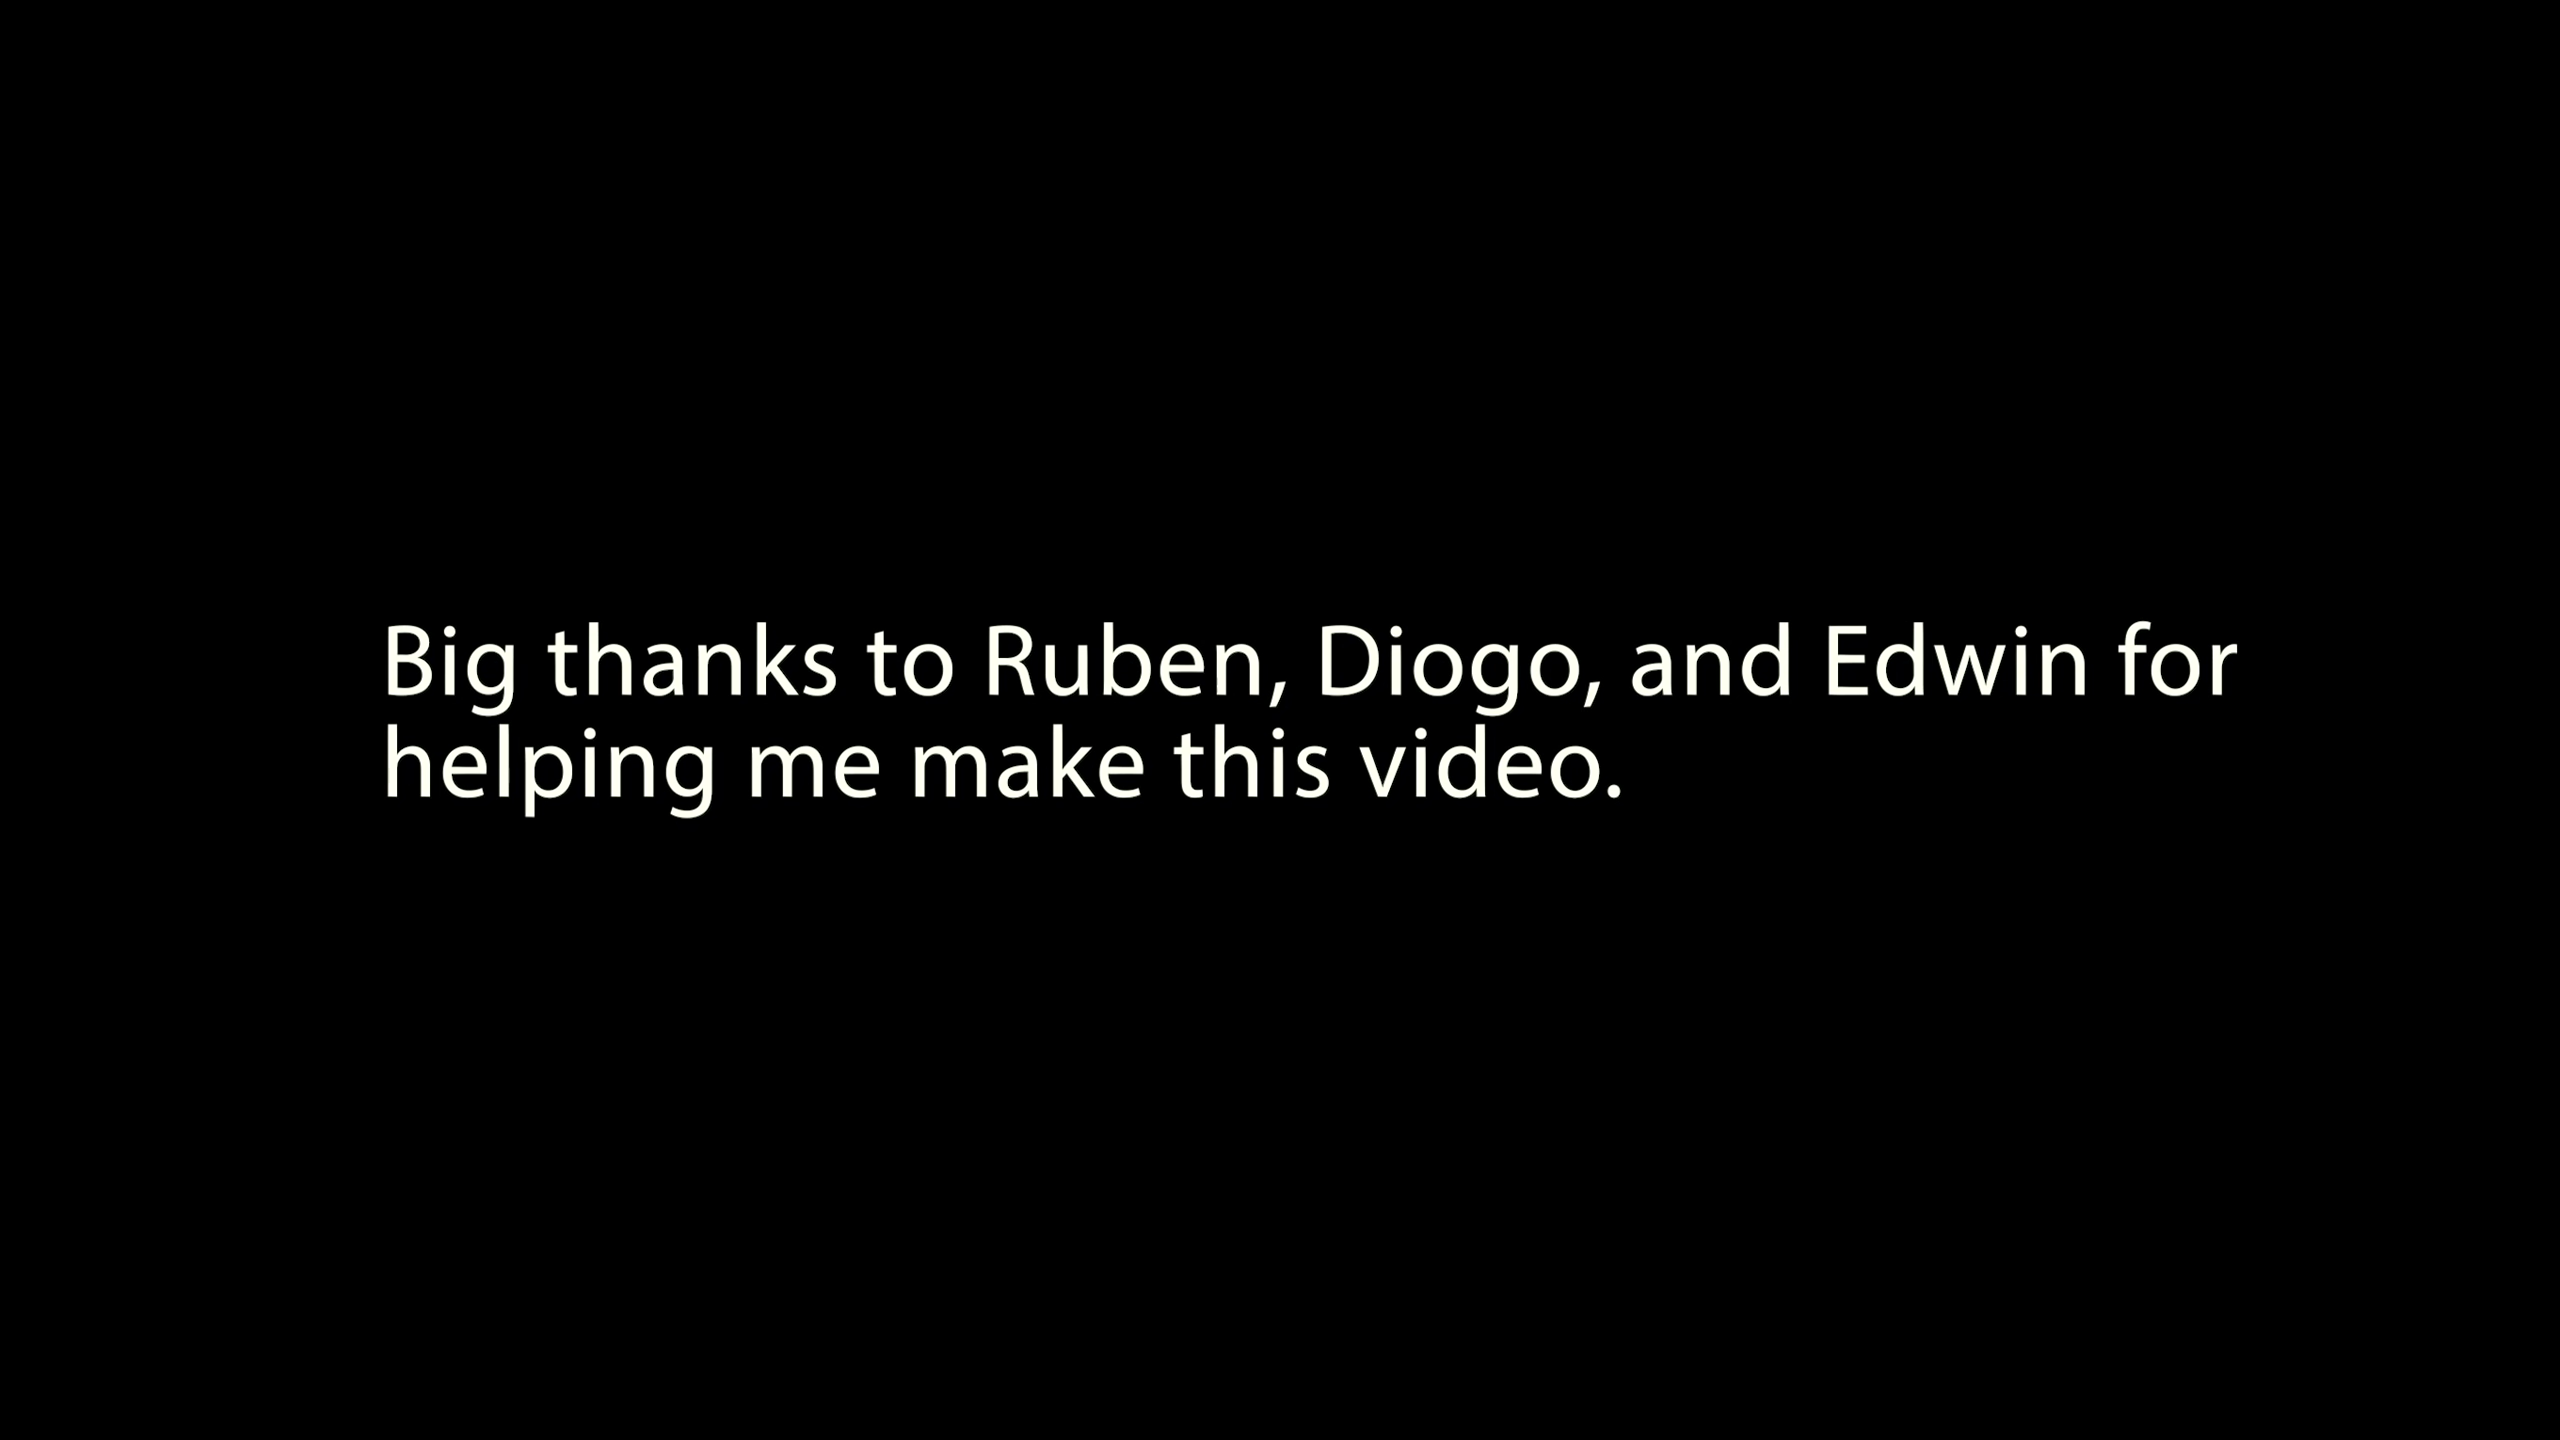 Big thanks to Ruben, Diogo, and Edwin for
helping me make this video.